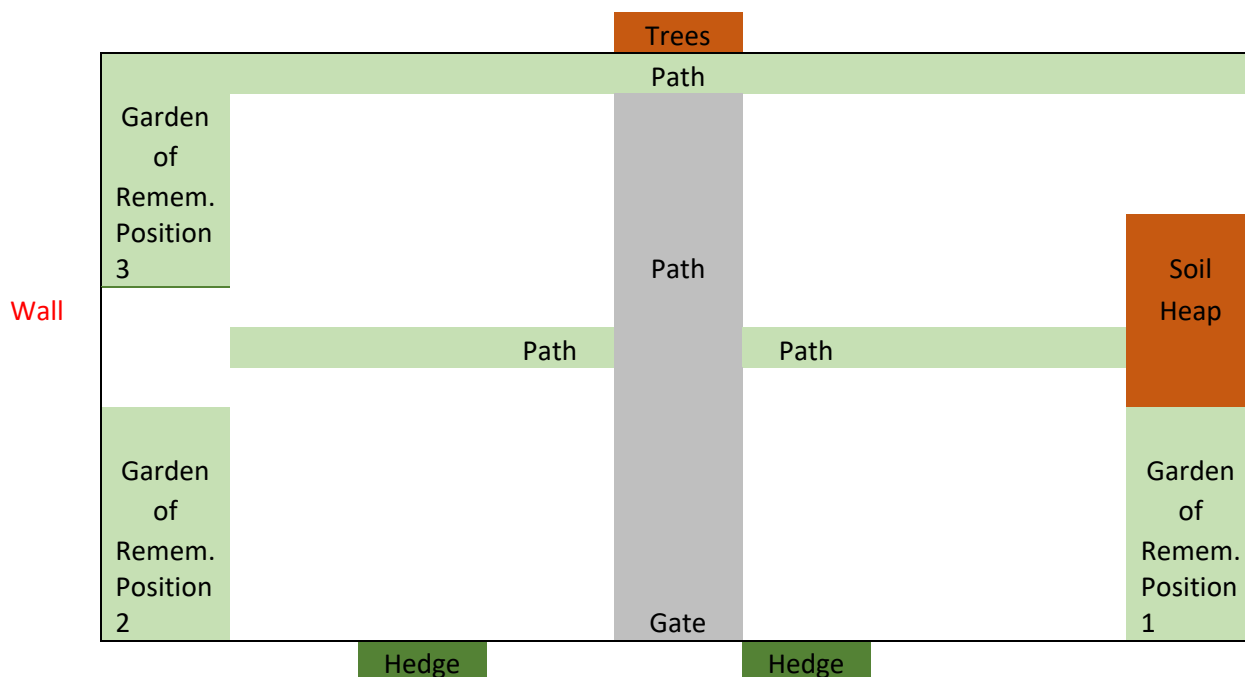 Trees
Path
Garden
of
Remem.
Position
3
Path
Soil
Heap
Wall
Path
Path
Garden
of
Remem.
Position
2
Gate
Garden
of
Remem.
Position
1
Hedge
Hedge